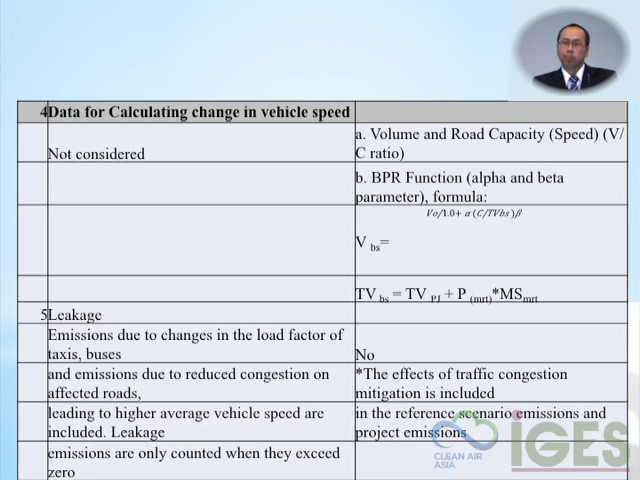 4 Data for Calculating change in vehicle speed
Not considered
a. Volume and Road Capacity (Speed) (V/
C ratio)
b. BPR Function (alpha and beta
parameter), formula:
Vo/1.0+ α (C/TVbs )β
V bs=
TV bs = TV PJ + P (mrt)*MSmrt
5 Leakage
Emissions due to changes in the load factor of
taxis, buses
No
and emissions due to reduced congestion on
affected roads,
*The effects of traffic congestion
mitigation is included
leading to higher average vehicle speed are
included. Leakage
in the reference scenario emissions and
project emissions
emissions are only counted when they exceed
zero
CLEAN AIR
ASIA
iGES